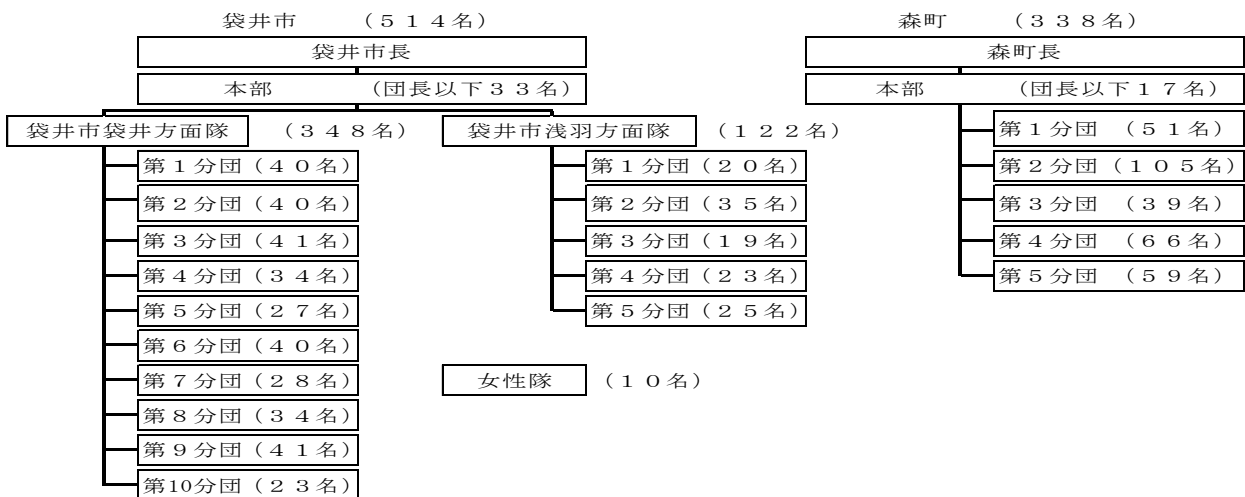 袋井市　（５１４名）
袋井市長
本部　（団長以下３３名）
袋井市袋井方面隊　（３４８名）
第１分団（４０名）
第２分団（４０名）
第３分団（４１名）
第４分団（３４名）
第５分団（２７名）
第６分団（４０名）
第７分団（２８名）
第８分団（３４名）
第９分団（４１名）
第10分団（２３名）
袋井市浅羽方面隊　（１２２名）
第１分団（２０名）
第２分団（３５名）
第３分団（１９名）
第４分団（２３名）
第５分団（２５名）
女性隊　（１０名）
森町　（３３８名）
森町長
本部　（団長以下１７名）
第１分団　（５１名）
第２分団（１０５名）
第３分団　（３９名）
第４分団　（６６名）
第５分団　（５９名）